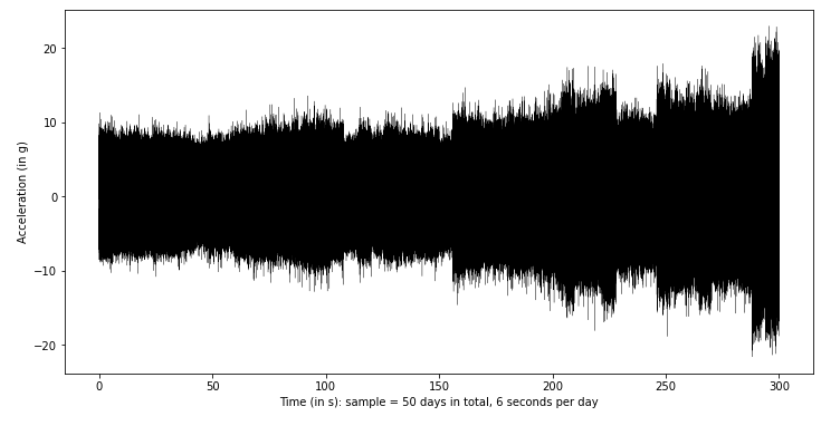 20
10
0
−10
−20
Acceleration (in g)
0 50 100 150 200 250 300
Time (in s): sample = 50 days in total, 6 seconds per day